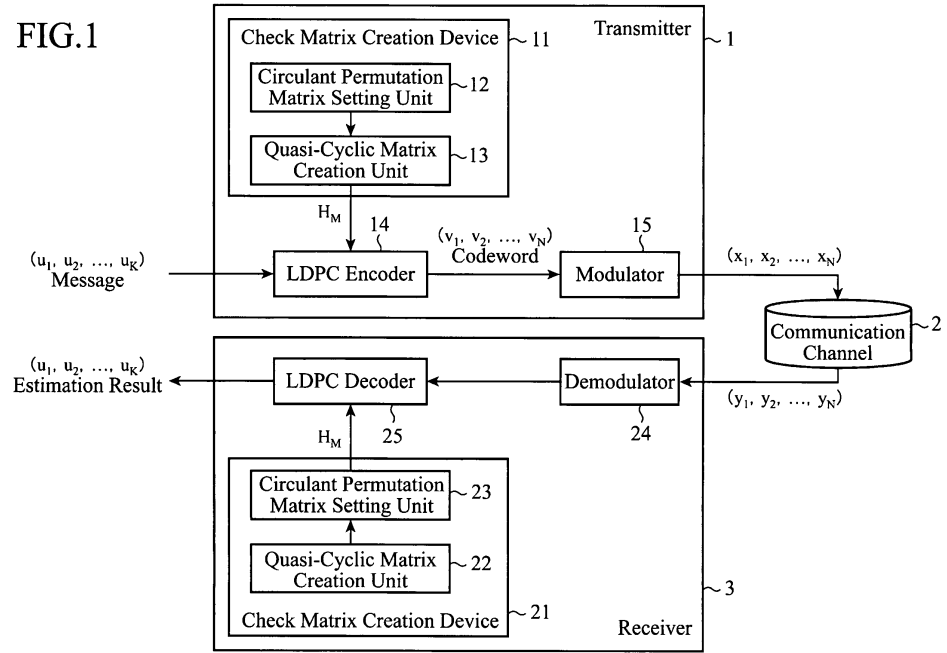 FIG.1
Check Matrix Creation Device
11
Transmitter
1
Circulant Permutation
Matrix Setting Unit
12
Quasi-Cyclic Matrix
Creation Unit
13
H_M
14
(v_1, v_2, ..., v_N)
Codeword
15
(u_1, u_2, ..., u_K)
Message
LDPC Encoder
Modulator
(x_1, x_2, ..., x_N)
Communication
Channel
2
(u_1, u_2, ..., u_K)
Estimation Result
LDPC Decoder
Demodulator
(y_1, y_2, ..., y_N)
25
24
H_M
Circulant Permutation
Matrix Setting Unit
23
Quasi-Cyclic Matrix
Creation Unit
22
Check Matrix Creation Device
21
Receiver
3